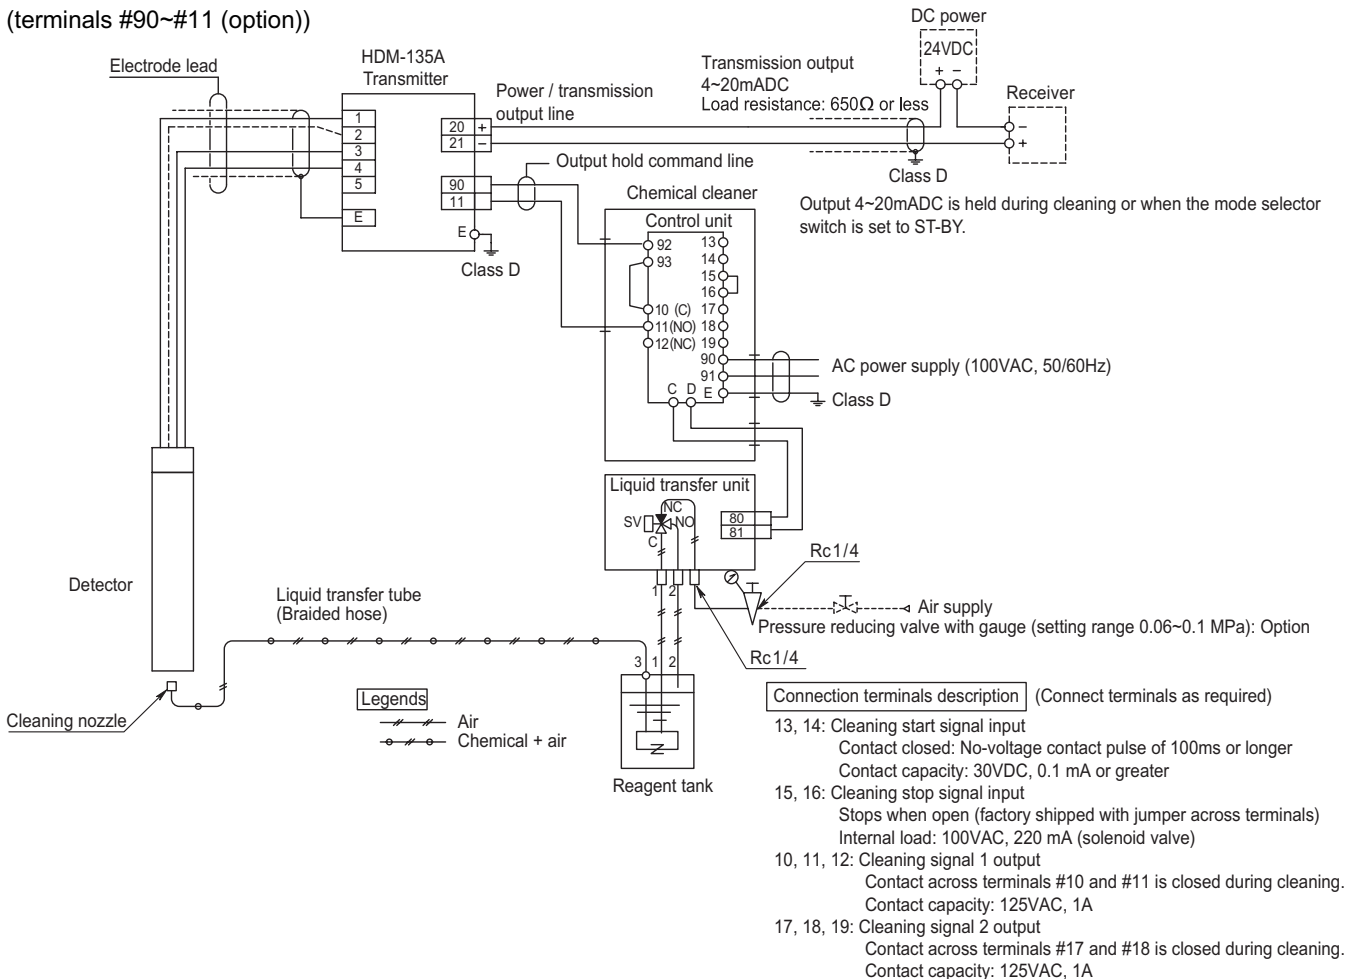 (terminals #90~#11 (option))
DC power
24VDC
+ −
Electrode lead
HDM-135A
Transmitter
Power / transmission
output line
Transmission output
4~20mADC
Load resistance: 650Ω or less
Receiver
−
+
1
2
3
4
5
E
20 +
21 −
90
11
E
Class D
Output hold command line
Class D
Output 4~20mADC is held during cleaning or when the mode selector
switch is set to ST-BY.
Chemical cleaner
Control unit
92
93
10 (C)
11(NO)
12(NC)
13
14
15
16
17
18
19
90
91
E
C D
AC power supply (100VAC, 50/60Hz)
Class D
Liquid transfer unit
NC
SV
NO
C
80
81
1 2
Rc1/4
Air supply
Pressure reducing valve with gauge (setting range 0.06~0.1 MPa): Option
Rc1/4
Detector
Liquid transfer tube
(Braided hose)
3 1 2
Cleaning nozzle
Legends
Air
Chemical + air
Reagent tank
Connection terminals description (Connect terminals as required)
13, 14: Cleaning start signal input
Contact closed: No-voltage contact pulse of 100ms or longer
Contact capacity: 30VDC, 0.1 mA or greater
15, 16: Cleaning stop signal input
Stops when open (factory shipped with jumper across terminals)
Internal load: 100VAC, 220 mA (solenoid valve)
10, 11, 12: Cleaning signal 1 output
Contact across terminals #10 and #11 is closed during cleaning.
Contact capacity: 125VAC, 1A
17, 18, 19: Cleaning signal 2 output
Contact across terminals #17 and #18 is closed during cleaning.
Contact capacity: 125VAC, 1A